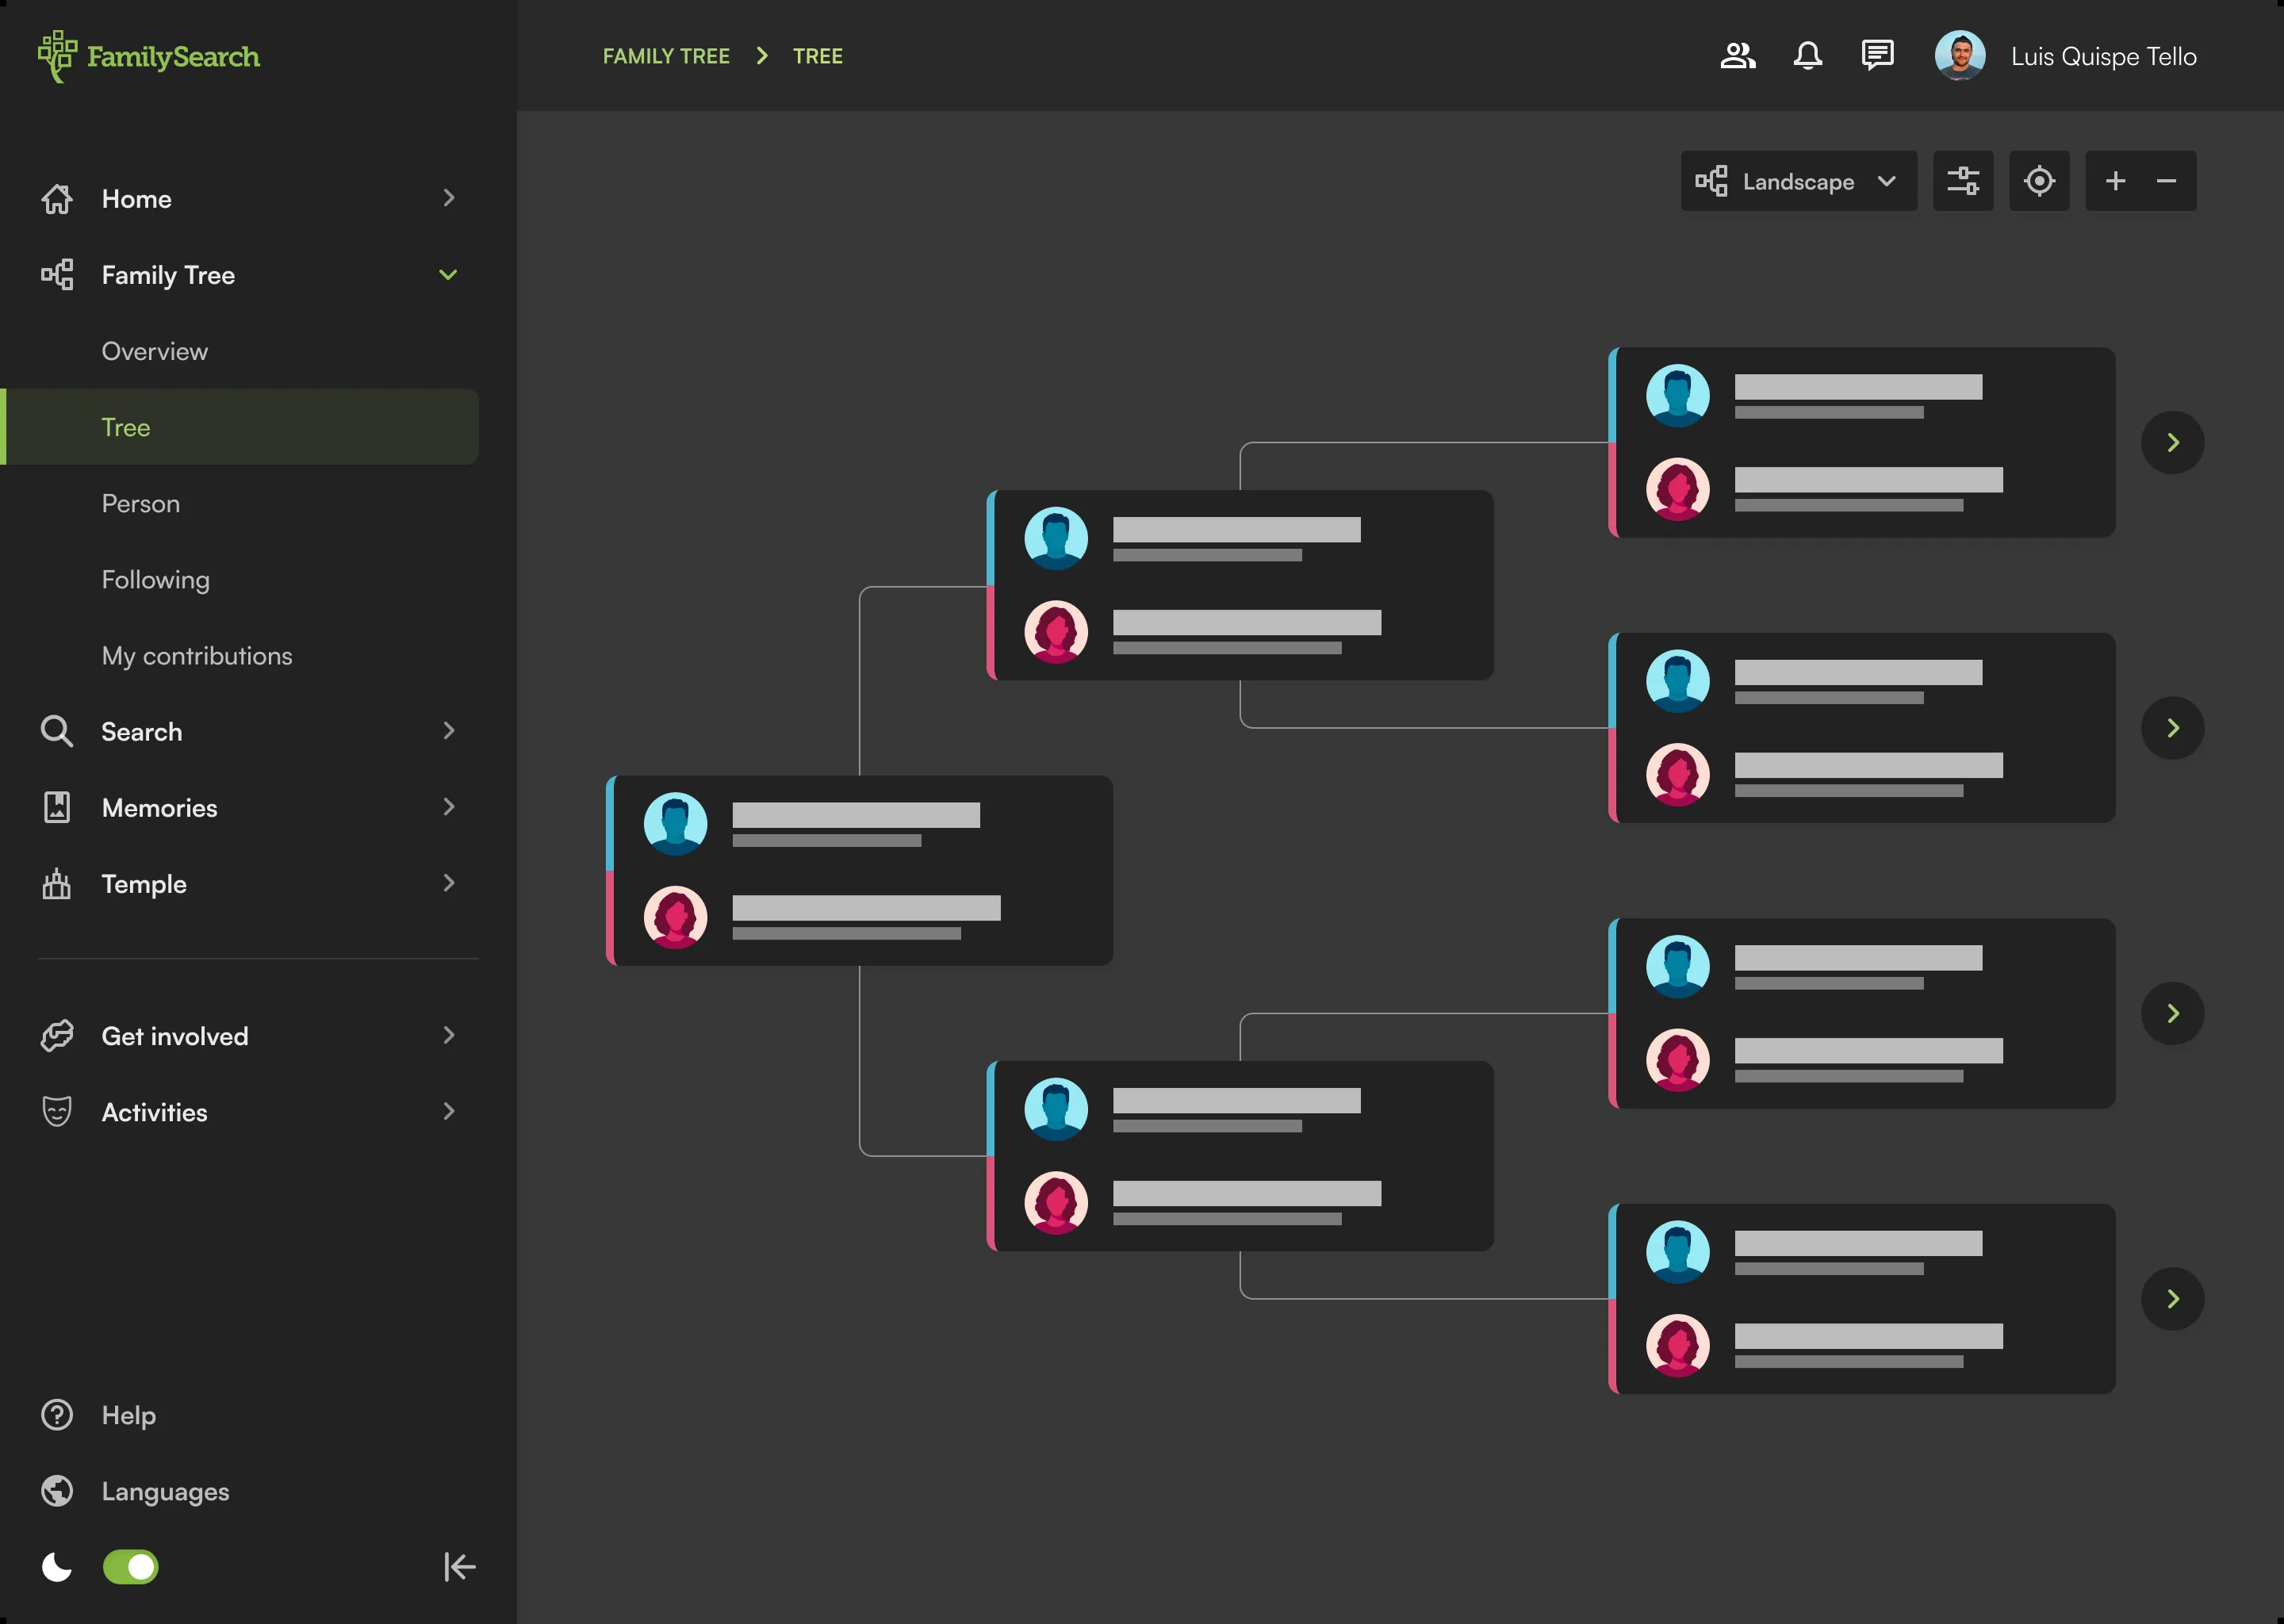 FamilySearch
FAMILY TREE
TREE
Luis Quispe Tello
Landscape
Home
Family Tree
Overview
Tree
Person
Following
My contributions
Search
Memories
Temple
Get involved
Activities
Help
Languages